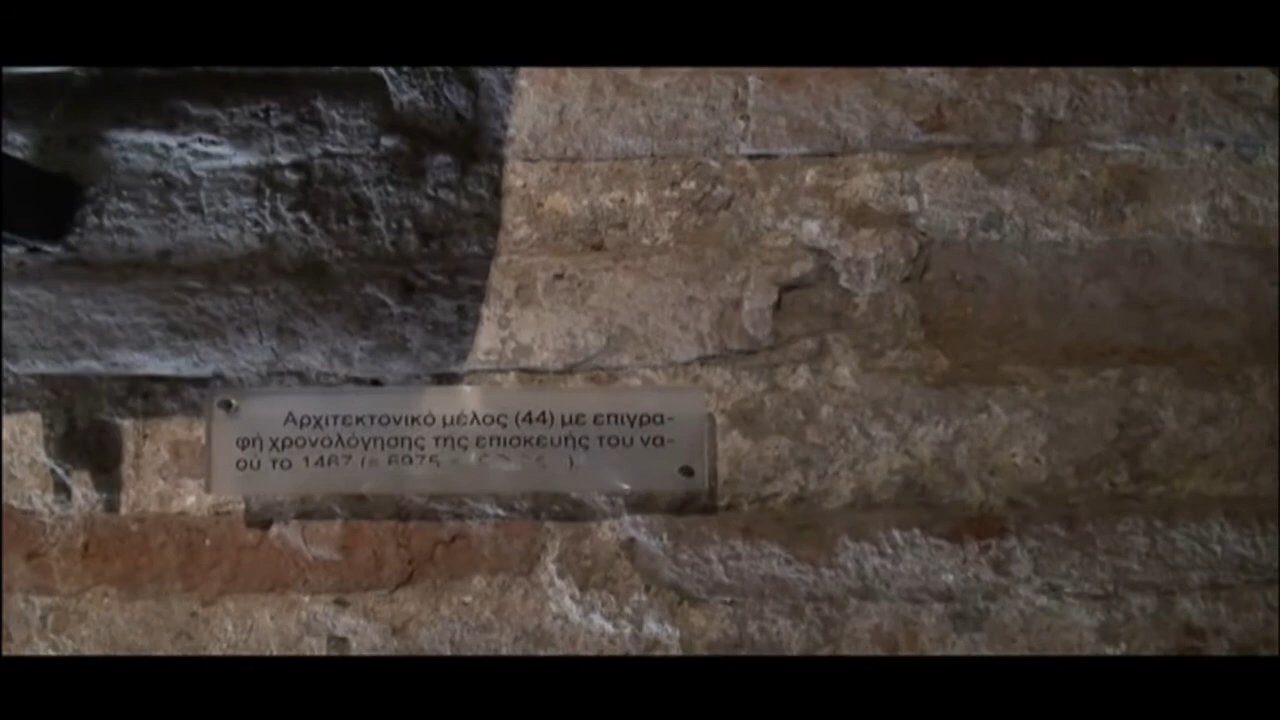 Αρχιτεκτονικό μέλος (44) με επιγρα-
φή χρονολόγησης της επισκευής του να-
ού το 1467 (= 6975